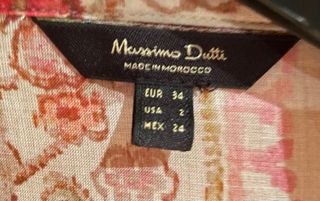 Massimo Dutti
MADE IN MOROCCO
EUR 34
USA 2
MEX 24